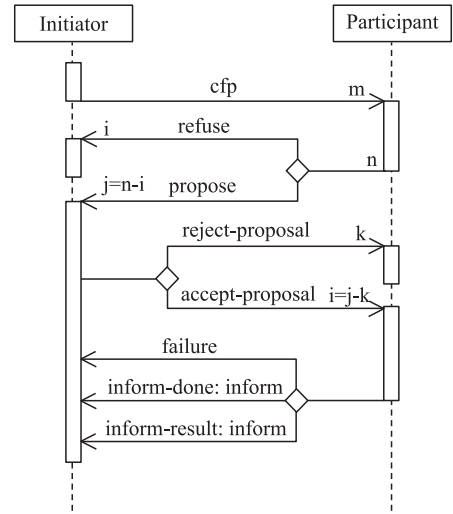 Initiator
Participant
cfp
m
i
refuse
n
j=n-i
propose
reject-proposal
k
accept-proposal
i=j-k
failure
inform-done: inform
inform-result: inform